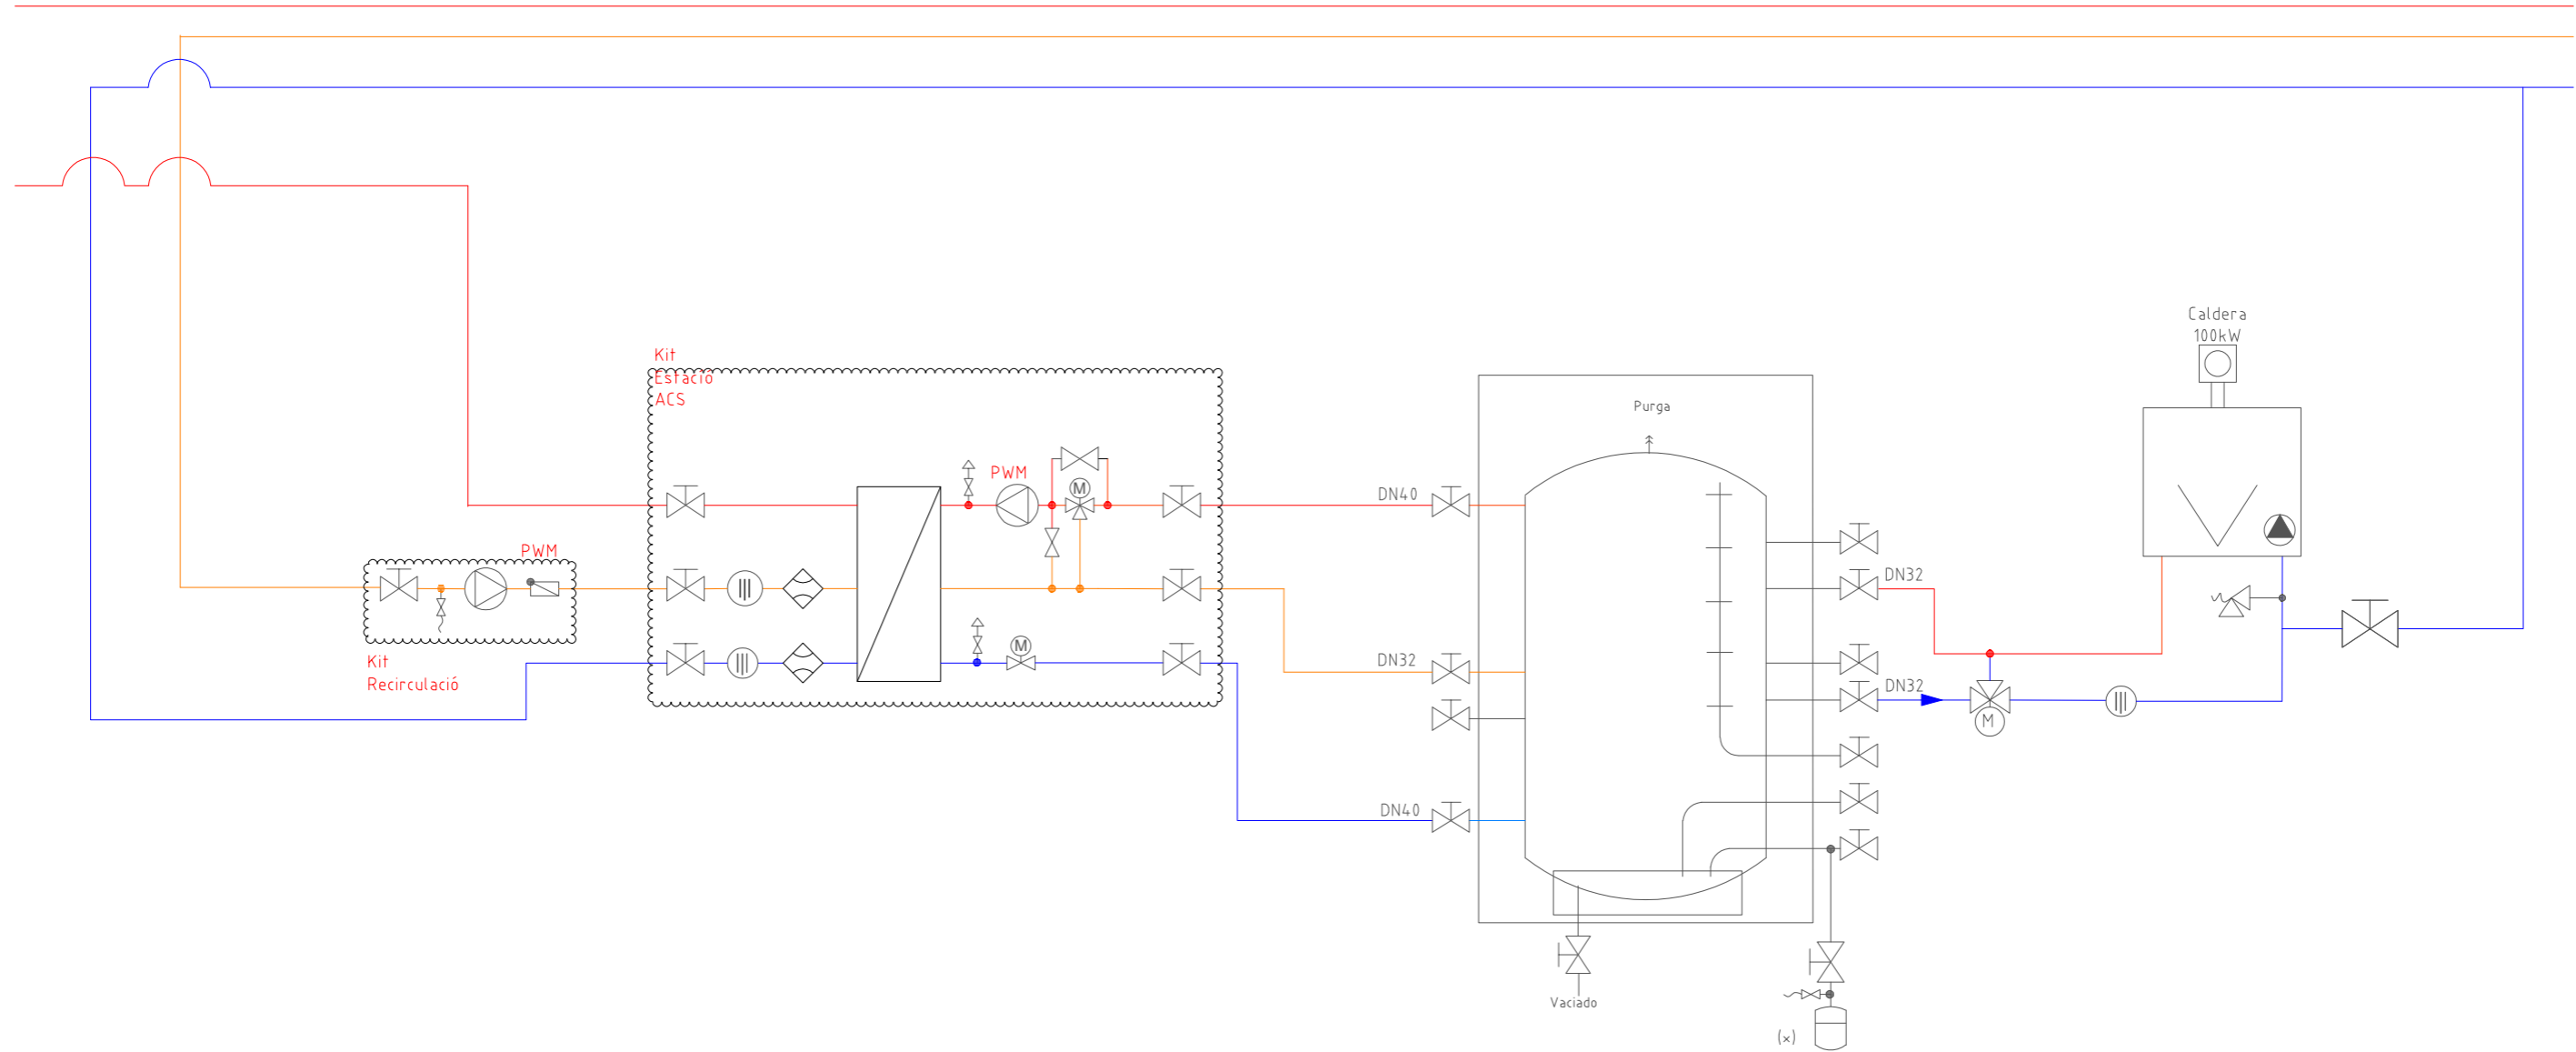 Caldera
100kW
Kit
Estació
ACS
Purga
PWM
M
DN40
PWM
DN32
Kit
Recirculació
M
DN32
DN32
M
DN40
Vaciado
(x)